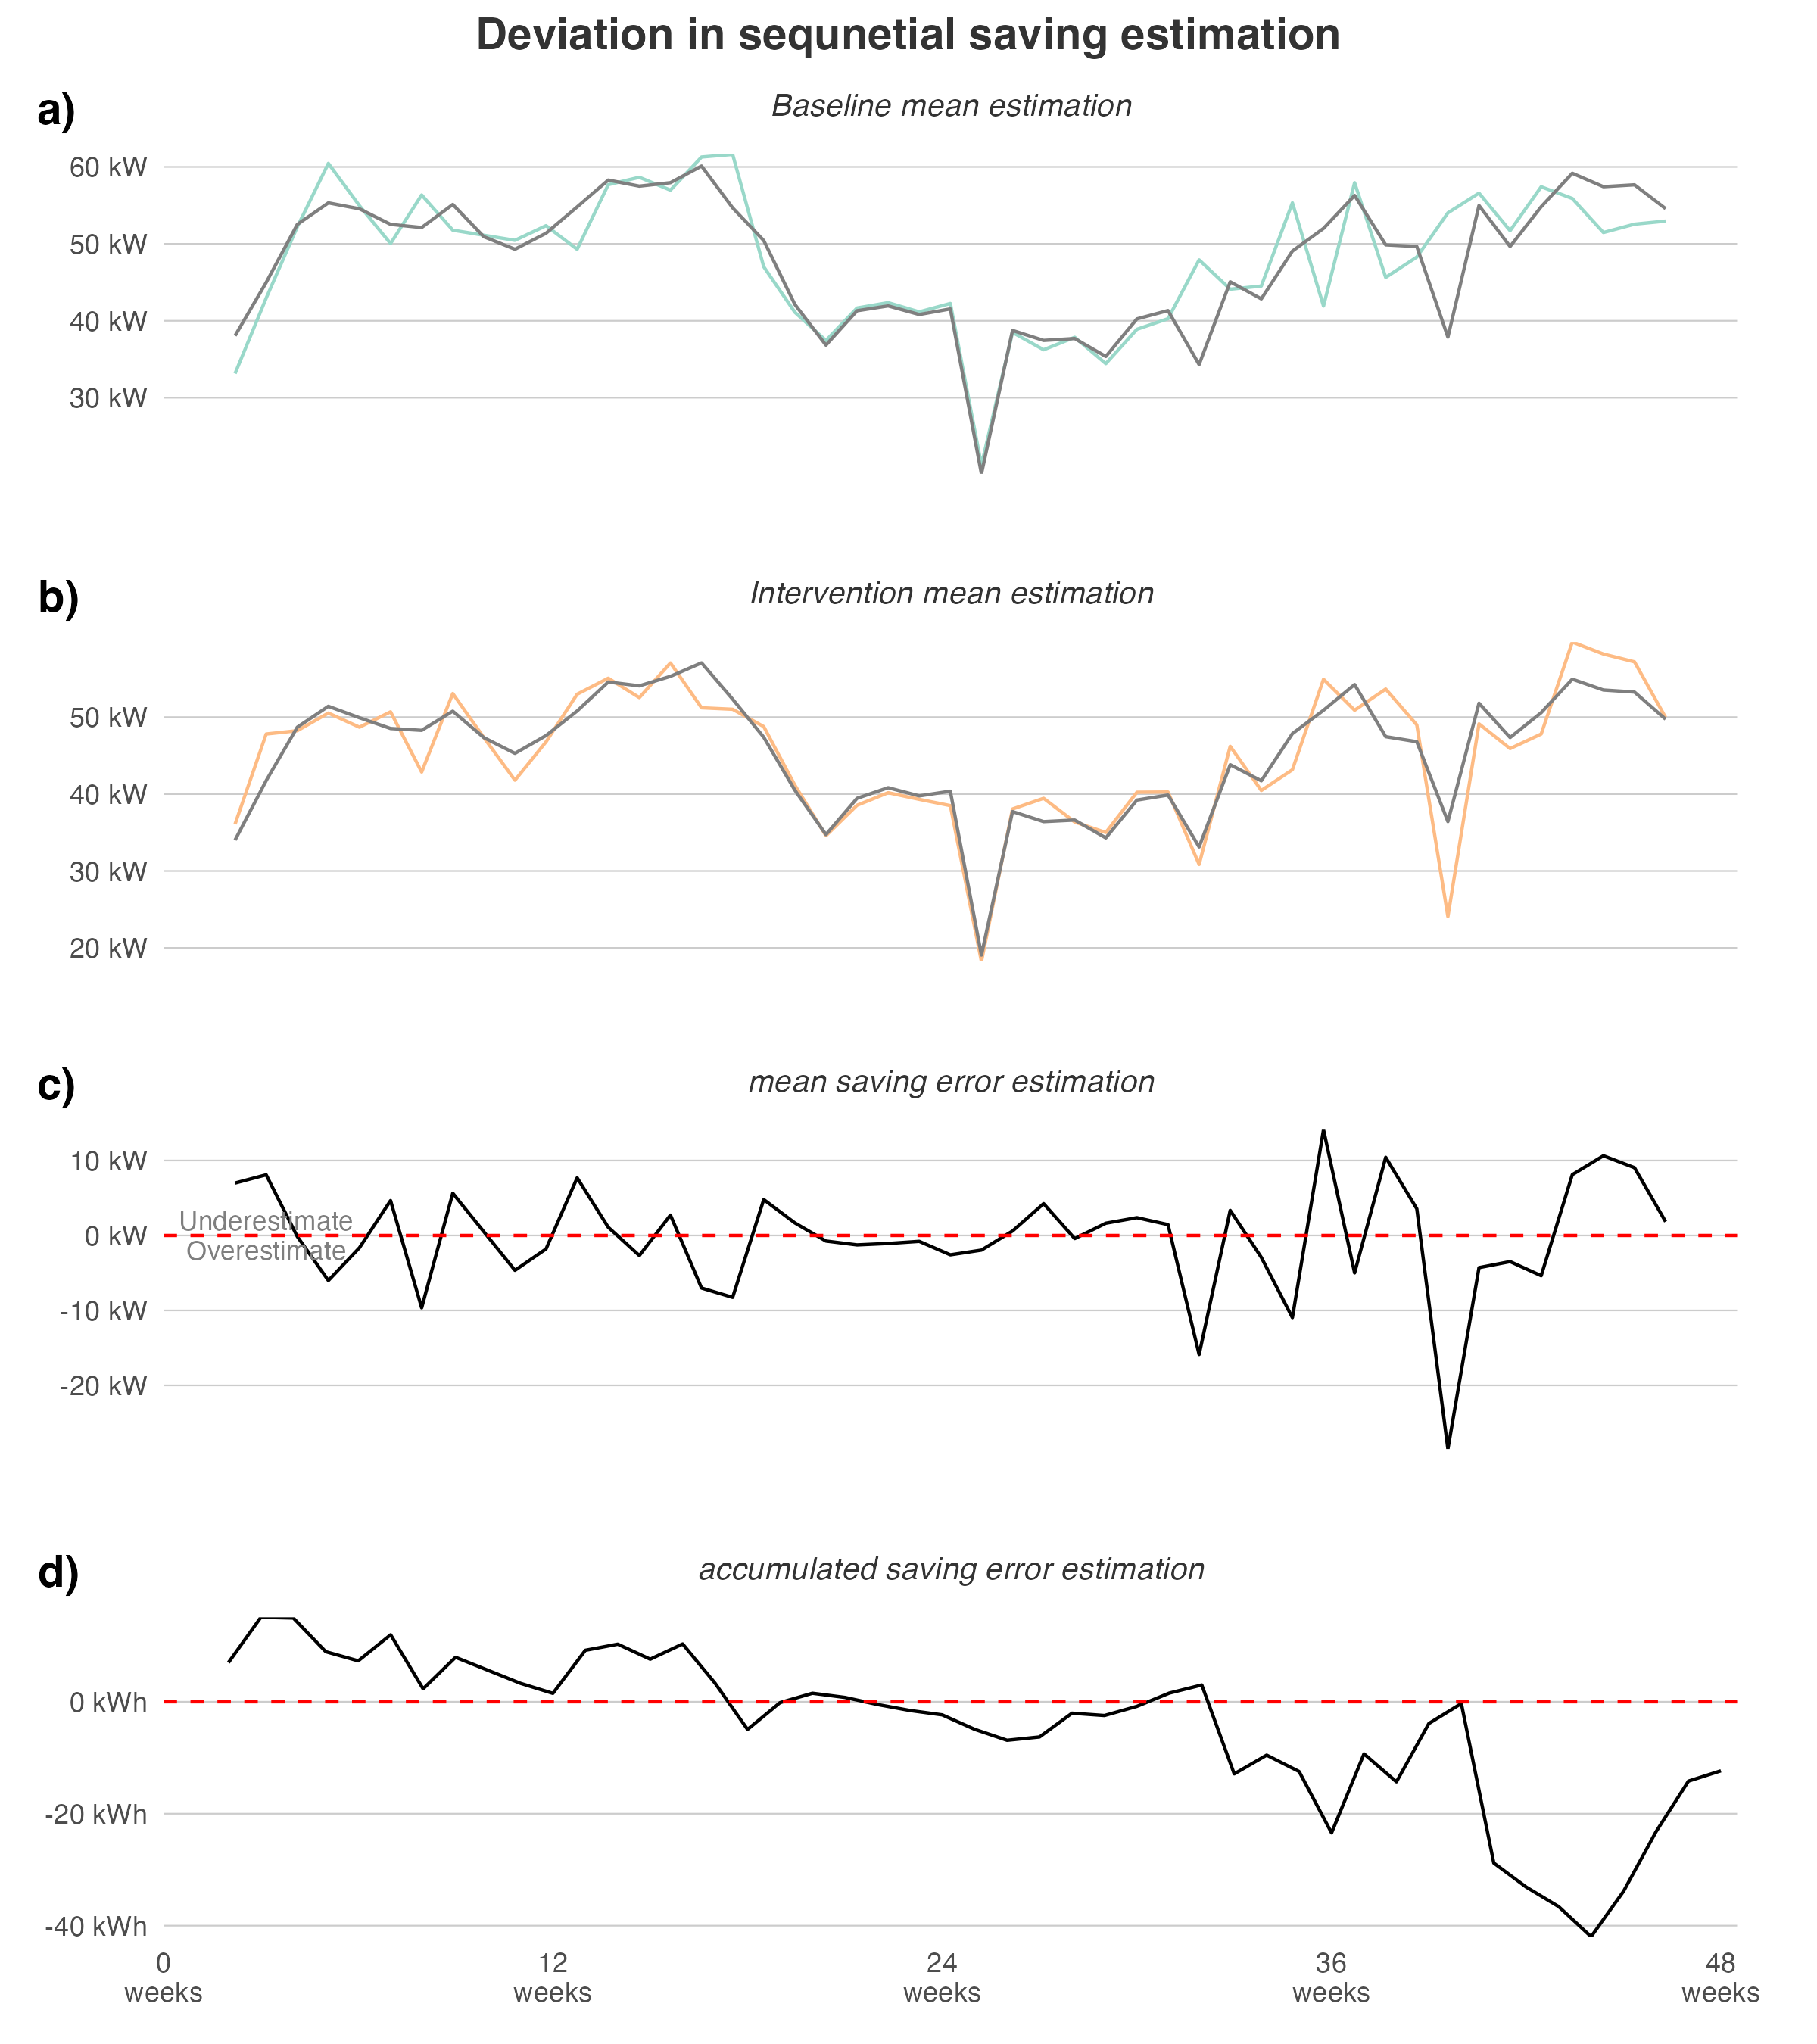 Deviation in sequnetial saving estimation
a)
Baseline mean estimation
60 kW
50 kW
40 kW
30 kW
b)
Intervention mean estimation
50 kW
40 kW
30 kW
20 kW
c)
mean saving error estimation
10 kW
Underestimate
0 kW
Overestimate
-10 kW
-20 kW
d)
accumulated saving error estimation
0 kWh
-20 kWh
-40 kWh
0 12 24 36 48
weeks weeks weeks weeks weeks